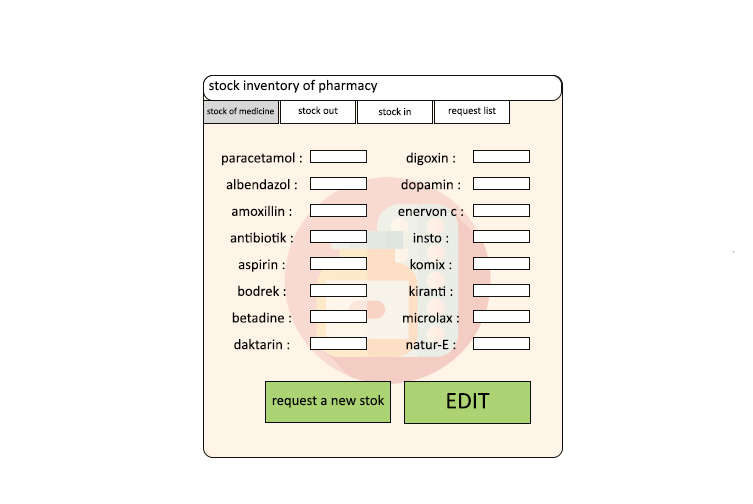 stock inventory of pharmacy
stock of medicine stock out stock in request list
paracetamol : digoxin :
albendazol : dopamin :
amoxillin : enervon c :
antibiotik : insto :
aspirin : komix :
bodrek : kiranti :
betadine : microlax :
daktarin : natur-E :
request a new stok EDIT